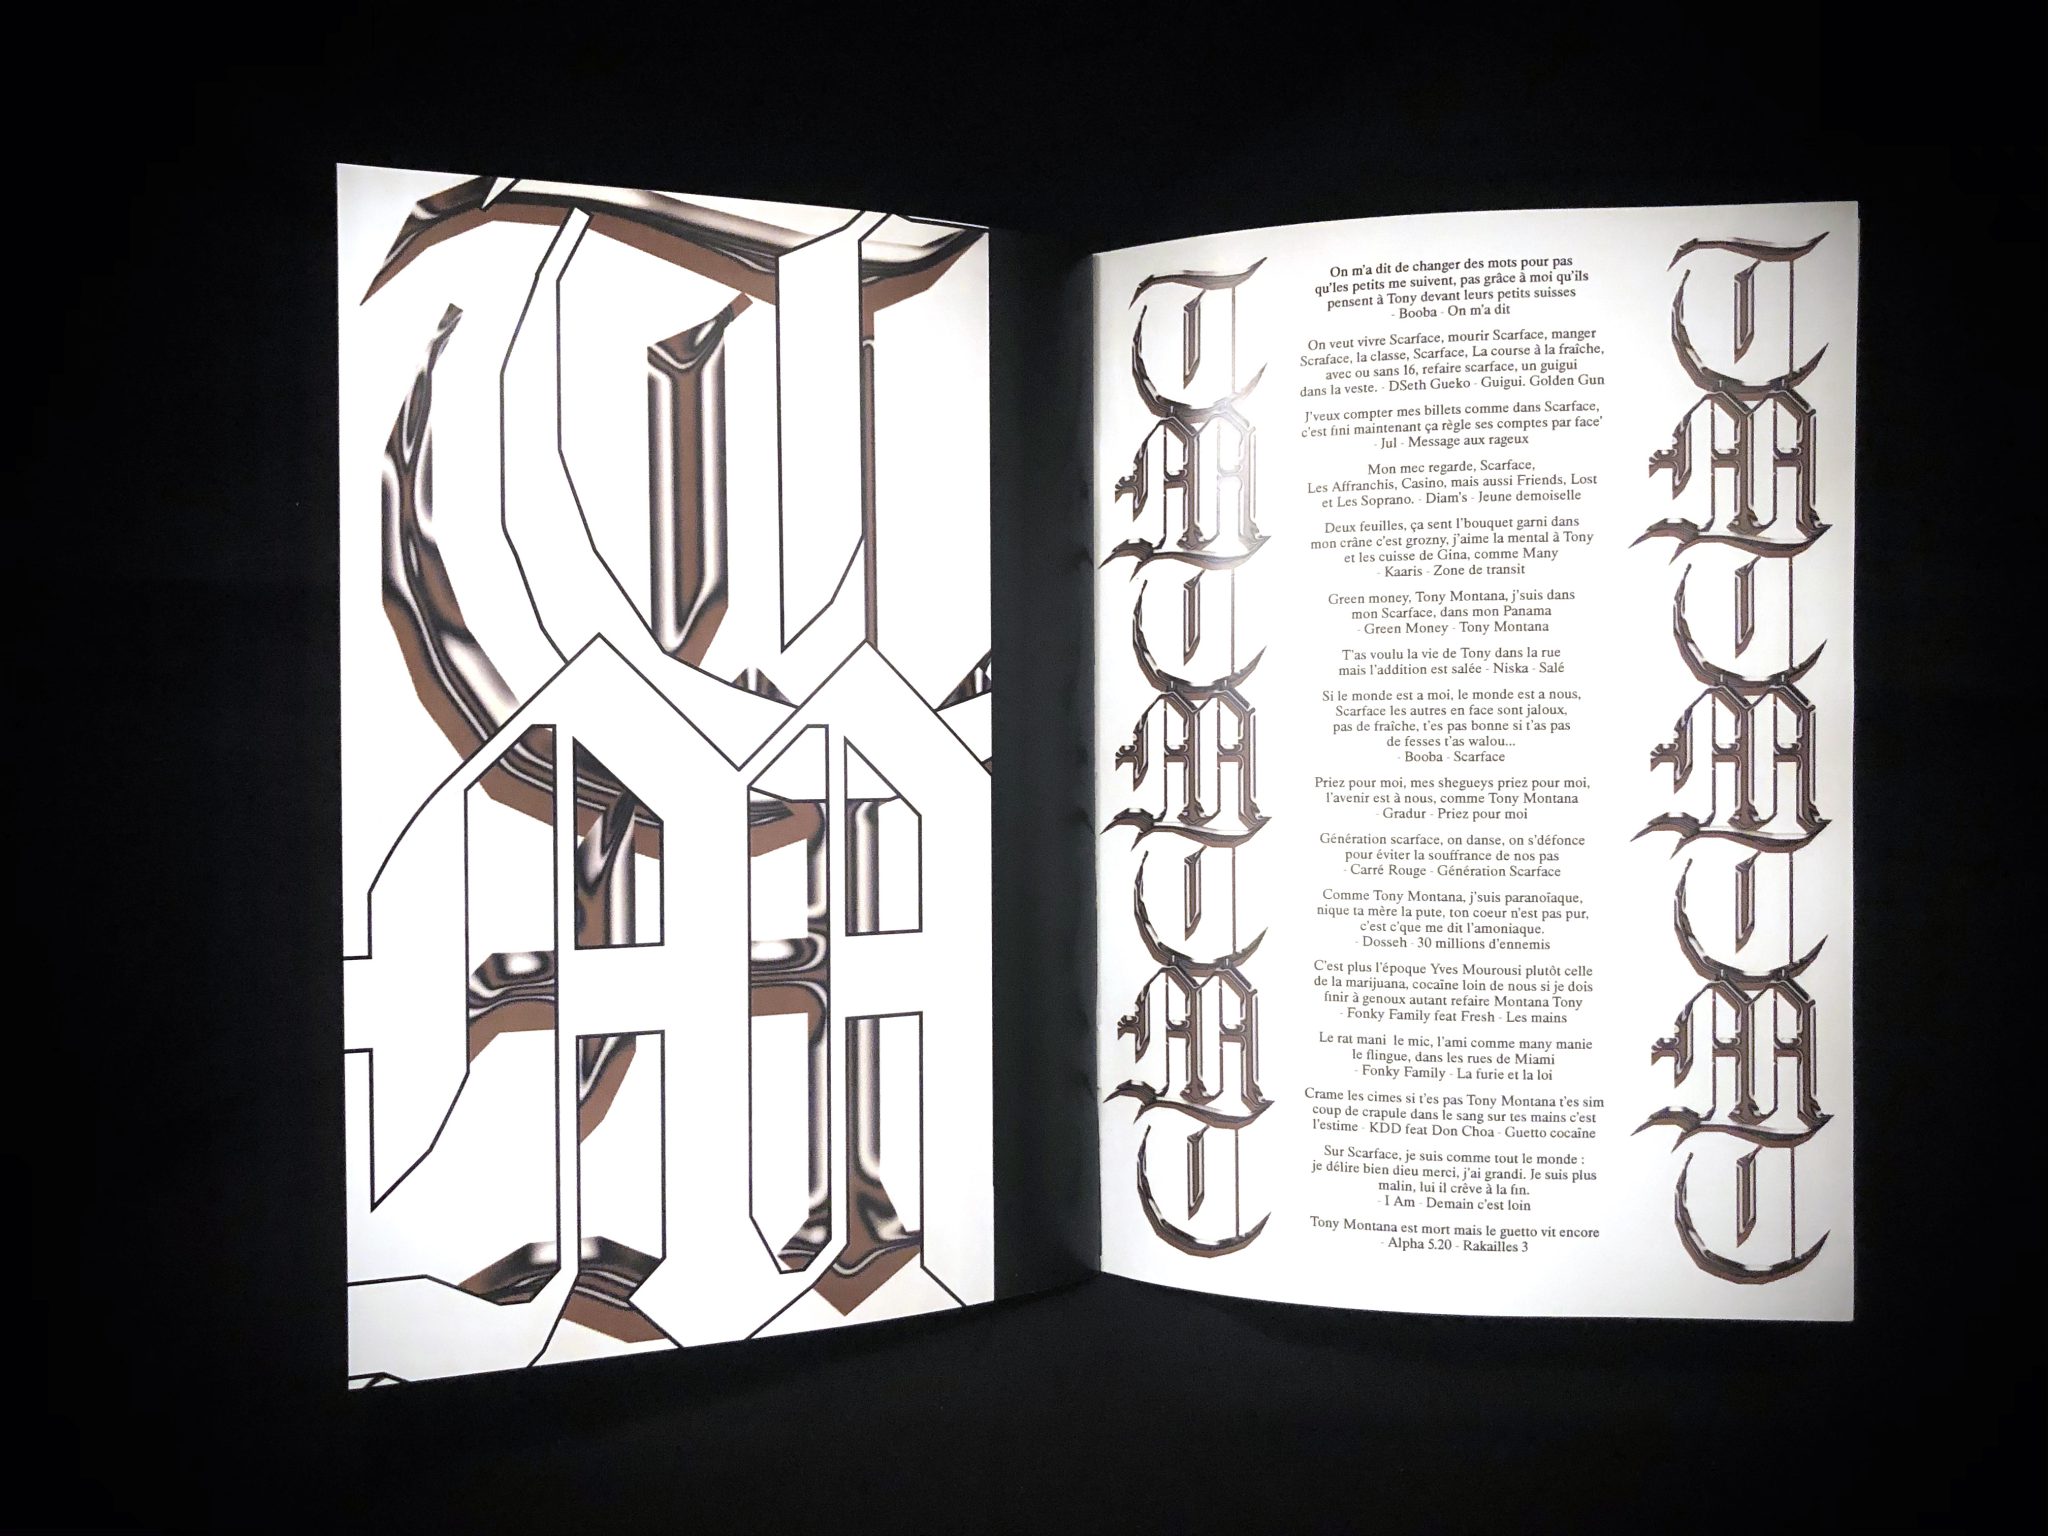 T
M
On m'a dit de changer des mots pour pas
qu'les petits me suivent, pas grâce à moi qu'ils
pensent à Tony devant leurs petits suisses
- Booba - On m'a dit
On veut vivre Scarface, mourir Scarface, manger
Scraface, la classe, Scarface, La course à la fraîche,
avec ou sans 16, refaire scarface, un guigui
dans la veste. - DSeth Gueko - Guigui. Golden Gun
J'veux compter mes billets comme dans Scarface,
c'est fini maintenant ça règle ses comptes par face'
- Jul - Message aux rageux
Mon mec regarde, Scarface,
Les Affranchis, Casino, mais aussi Friends, Lost
et Les Soprano. - Diam's - Jeune demoiselle
Deux feuilles, ça sent l'bouquet garni dans
mon crâne c'est grozny, j'aime la mental à Tony
et les cuisse de Gina, comme Many
- Kaaris - Zone de transit
Green money, Tony Montana, j'suis dans
mon Scarface, dans mon Panama
- Green Money - Tony Montana
T'as voulu la vie de Tony dans la rue
mais l'addition est salée - Niska - Salé
Si le monde est a moi, le monde est a nous,
Scarface les autres en face sont jaloux,
pas de fraîche, t'es pas bonne si t'as pas
de fesses t'as walou...
- Booba - Scarface
Priez pour moi, mes shegueys priez pour moi,
l'avenir est à nous, comme Tony Montana
- Gradur - Priez pour moi
Génération scarface, on danse, on s'défonce
pour éviter la souffrance de nos pas
- Carré Rouge - Génération Scarface
Comme Tony Montana, j'suis paranoïaque,
nique ta mère la pute, ton coeur n'est pas pur,
c'est c'que me dit l'amoniaque.
- Dosseh - 30 millions d'ennemis
C'est plus l'époque Yves Mourousi plutôt celle
de la marijuana, cocaïne loin de nous si je dois
finir à genoux autant refaire Montana Tony
- Fonky Family feat Fresh - Les mains
Le rat mani le mic, l'ami comme many manie
le flingue, dans les rues de Miami
- Fonky Family - La furie et la loi
Crame les cimes si t'es pas Tony Montana t'es sim
coup de crapule dans le sang sur tes mains c'est
l'estime - KDD feat Don Choa - Guetto cocaïne
Sur Scarface, je suis comme tout le monde :
je délire bien dieu merci, j'ai grandi. Je suis plus
malin, lui il crêve à la fin.
- I Am - Demain c'est loin
Tony Montana est mort mais le guetto vit encore
- Alpha 5.20 - Rakailles 3
T
M
T
M
T
M
T
T
M
T
M
T
M
T